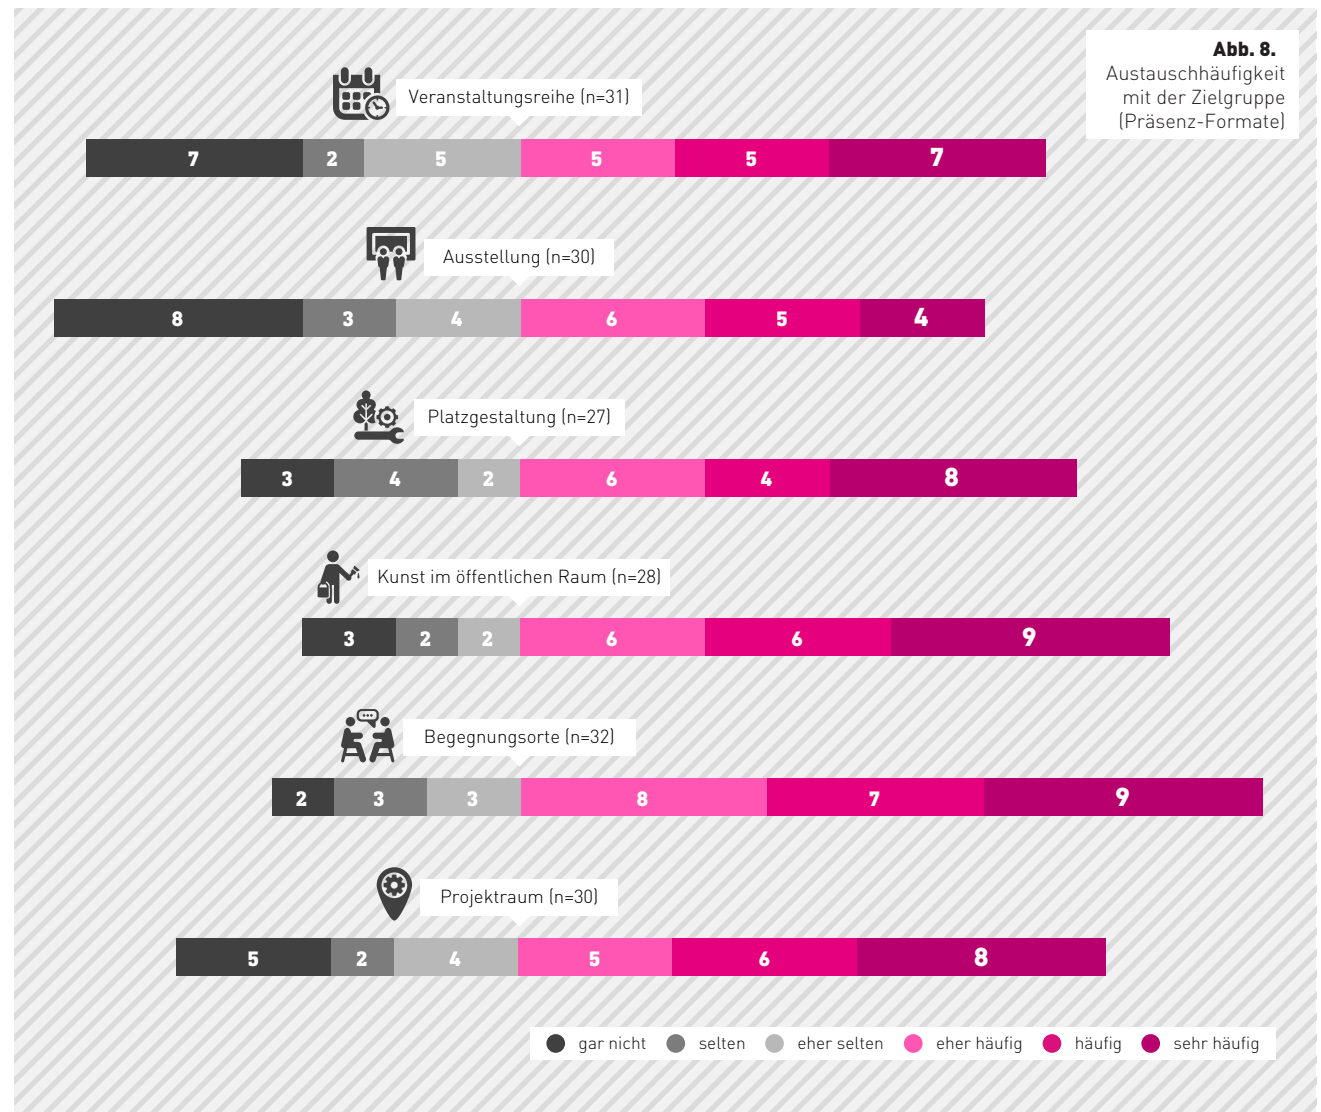 Abb. 8.
Austauschhäufigkeit
mit der Zielgruppe
(Präsenz-Formate)
Veranstaltungsreihe (n=31)
7 2 5 5 5 7
Ausstellung (n=30)
8 3 4 6 5 4
Platzgestaltung (n=27)
3 4 2 6 4 8
Kunst im öffentlichen Raum (n=28)
3 2 2 6 6 9
Begegnungsorte (n=32)
2 3 3 8 7 9
Projektraum (n=30)
5 2 4 5 6 8
gar nicht selten eher selten eher häufig häufig sehr häufig